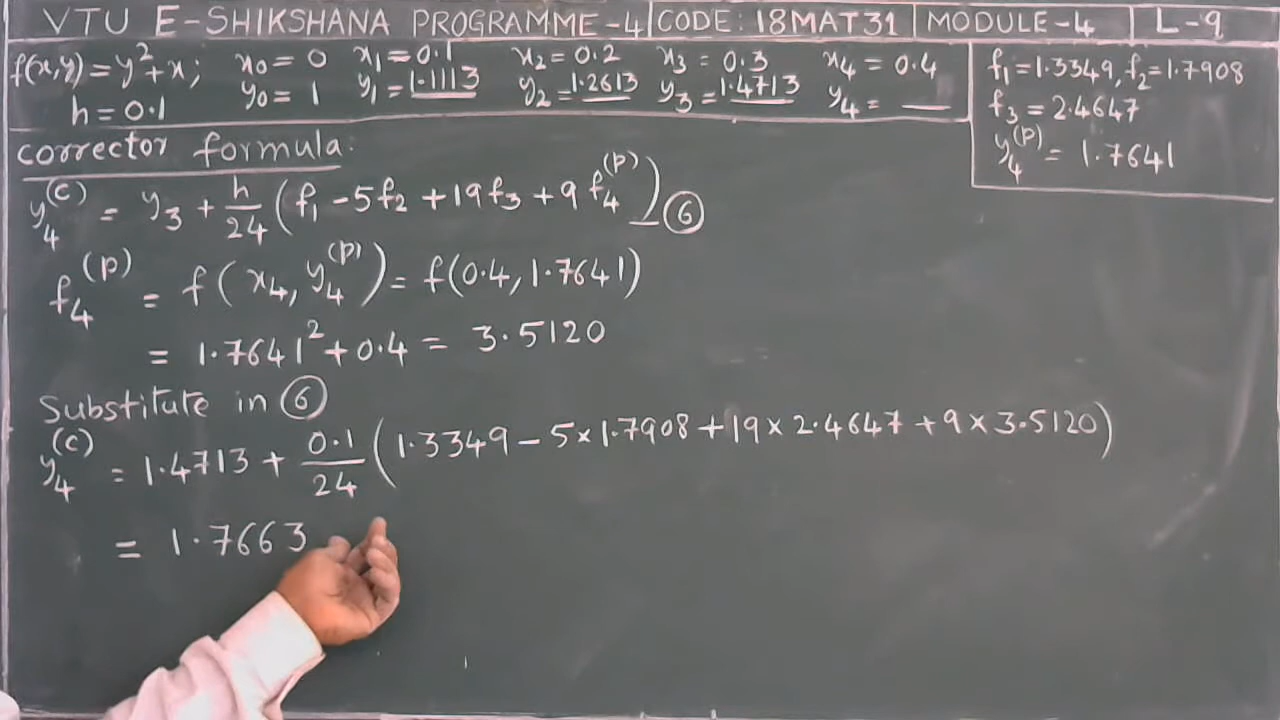 VTU E-SHIKSHANA PROGRAMME-4 | CODE: 18MAT31 | MODULE-4 | L-9
f(x,y) = y² + x; x0 = 0 x1 = 0.1 x2 = 0.2 x3 = 0.3 x4 = 0.4
h = 0.1 y0 = 1 y1 = 1.1113 y2 = 1.2613 y3 = 1.4713 y4 = __
f1 = 1.3349, f2 = 1.7908
f3 = 2.4647
y4^(P) = 1.7641
corrector formula:
y4^(C) = y3 + h/24 (f1 - 5f2 + 19f3 + 9f4^(P)) — ⑥
f4^(P) = f(x4, y4^(P)) = f(0.4, 1.7641)
= 1.7641² + 0.4 = 3.5120
Substitute in ⑥
y4^(C) = 1.4713 + 0.1/24 (1.3349 - 5 × 1.7908 + 19 × 2.4647 + 9 × 3.5120)
= 1.7663